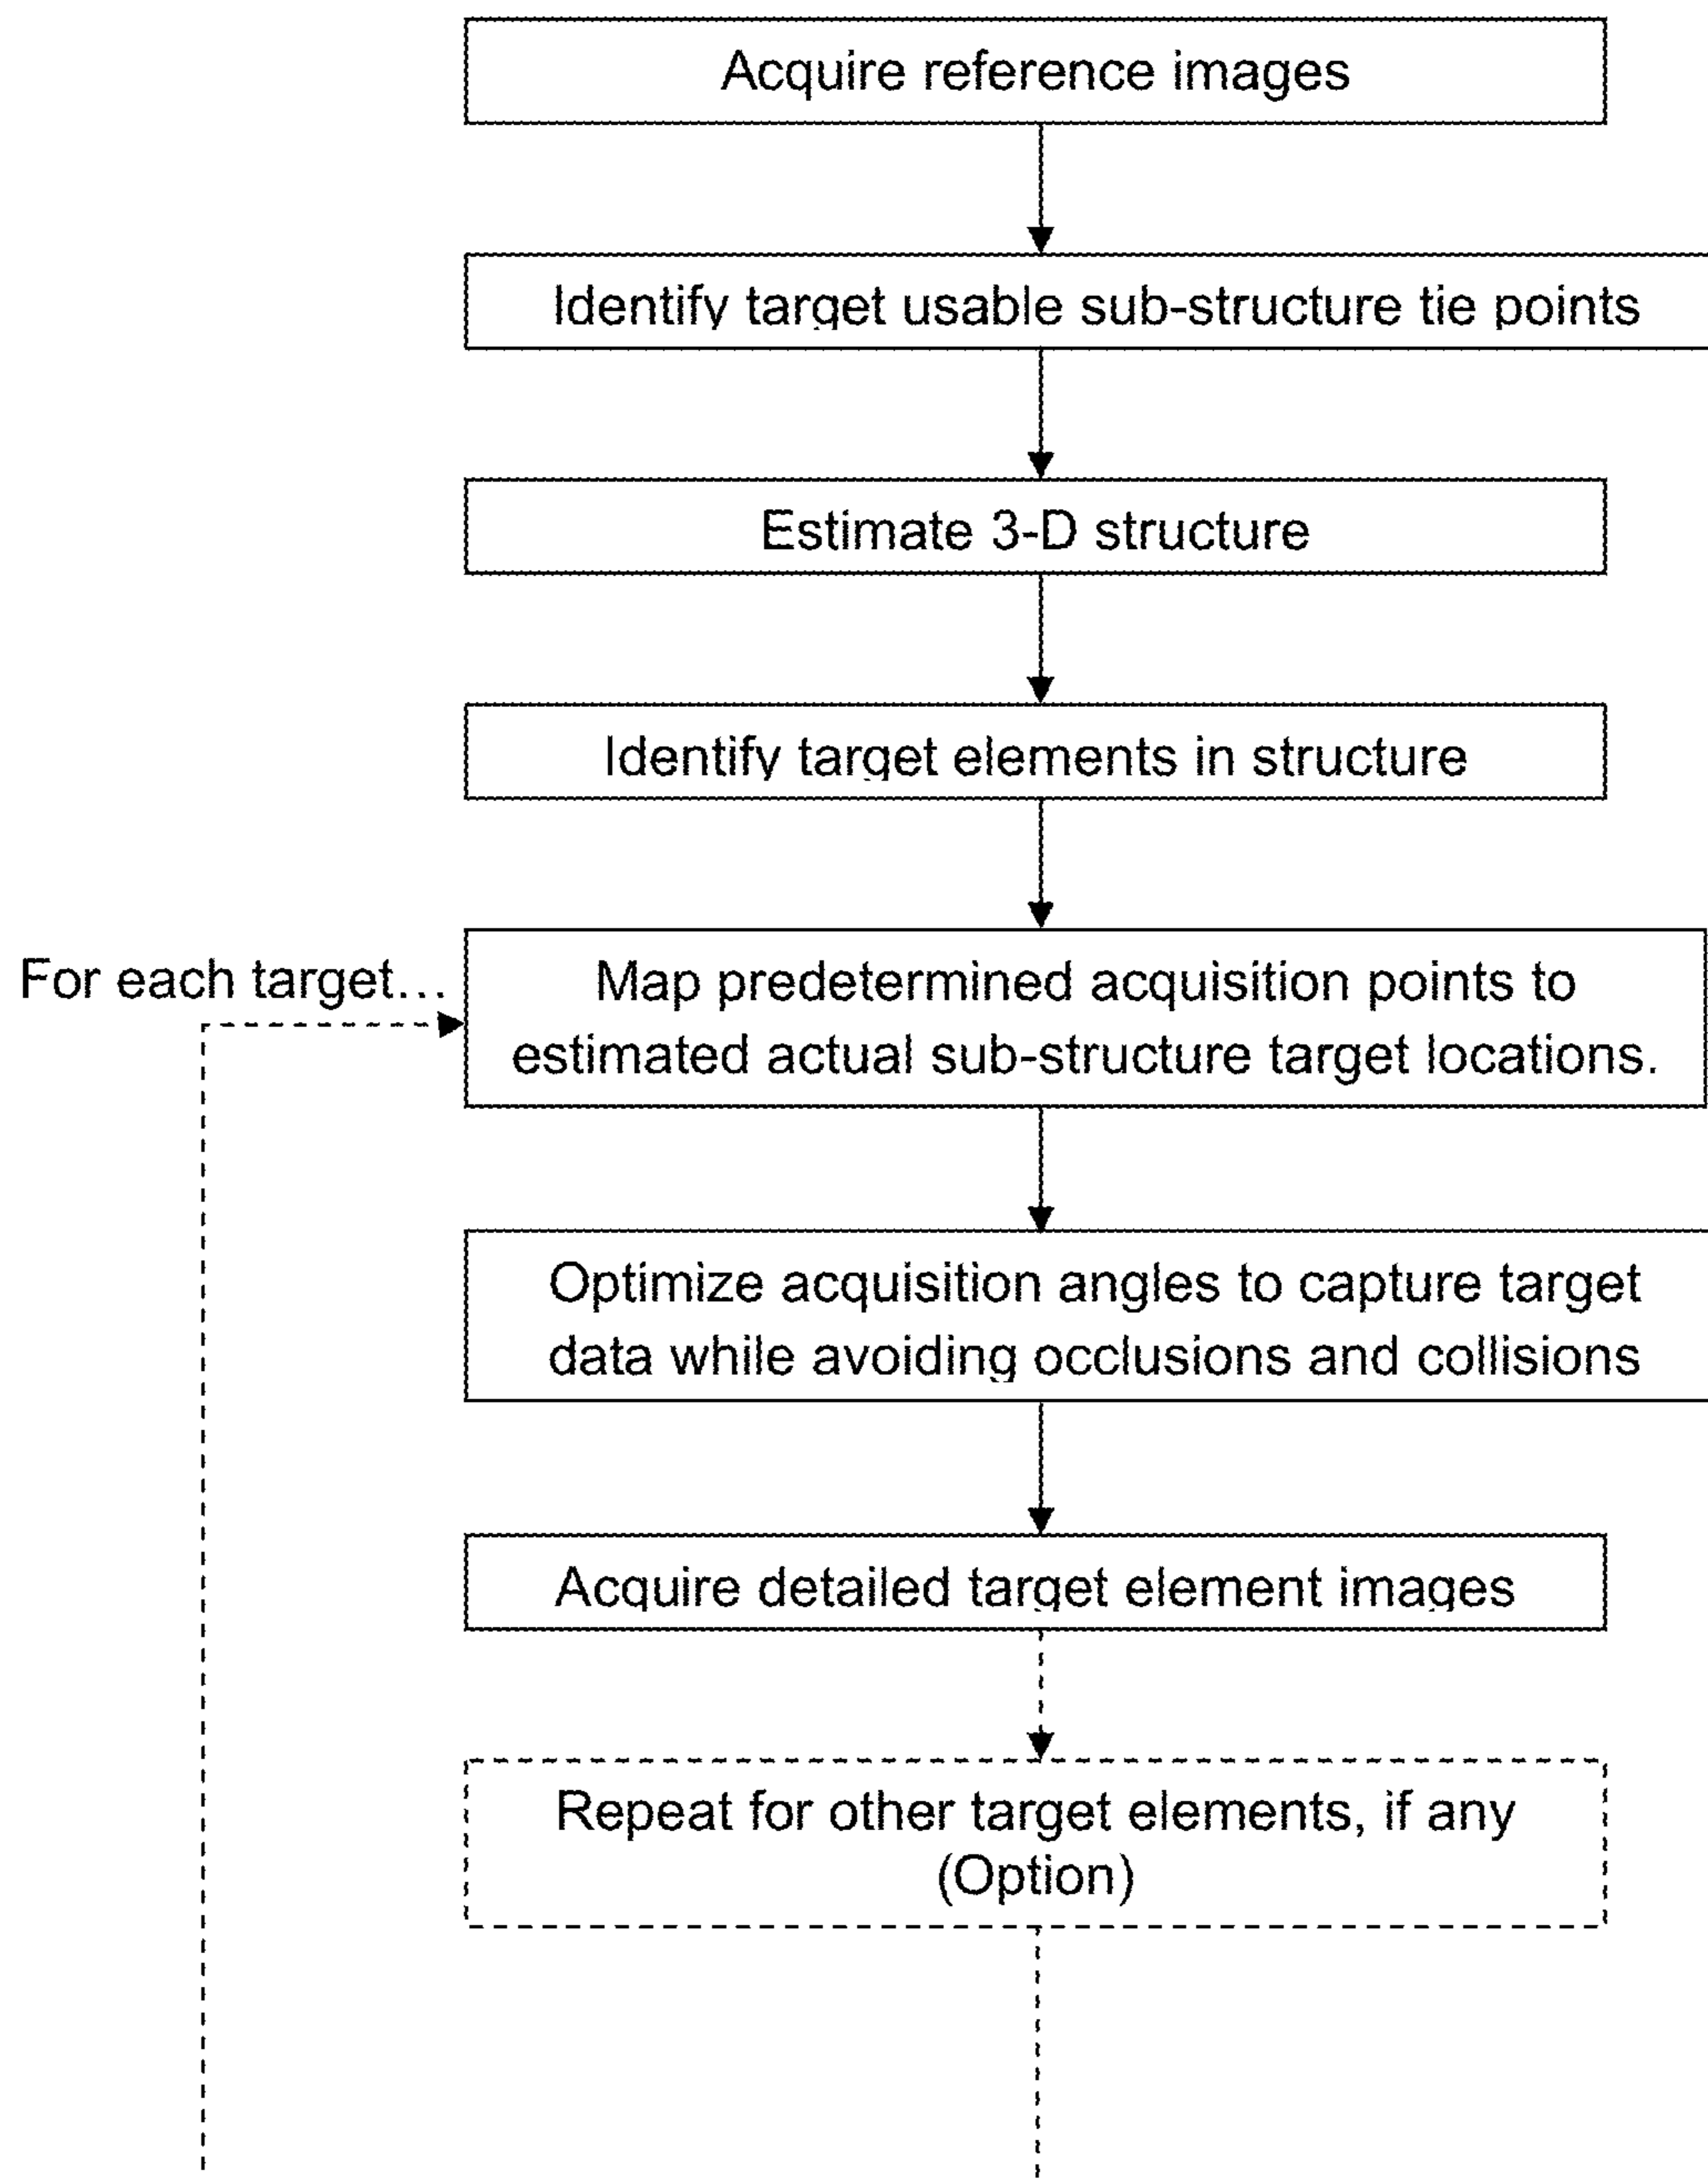 Acquire reference images
Identify target usable sub-structure tie points
Estimate 3-D structure
Identify target elements in structure
For each target...
Map predetermined acquisition points to
estimated actual sub-structure target locations.
Optimize acquisition angles to capture target
data while avoiding occlusions and collisions
Acquire detailed target element images
Repeat for other target elements, if any
(Option)